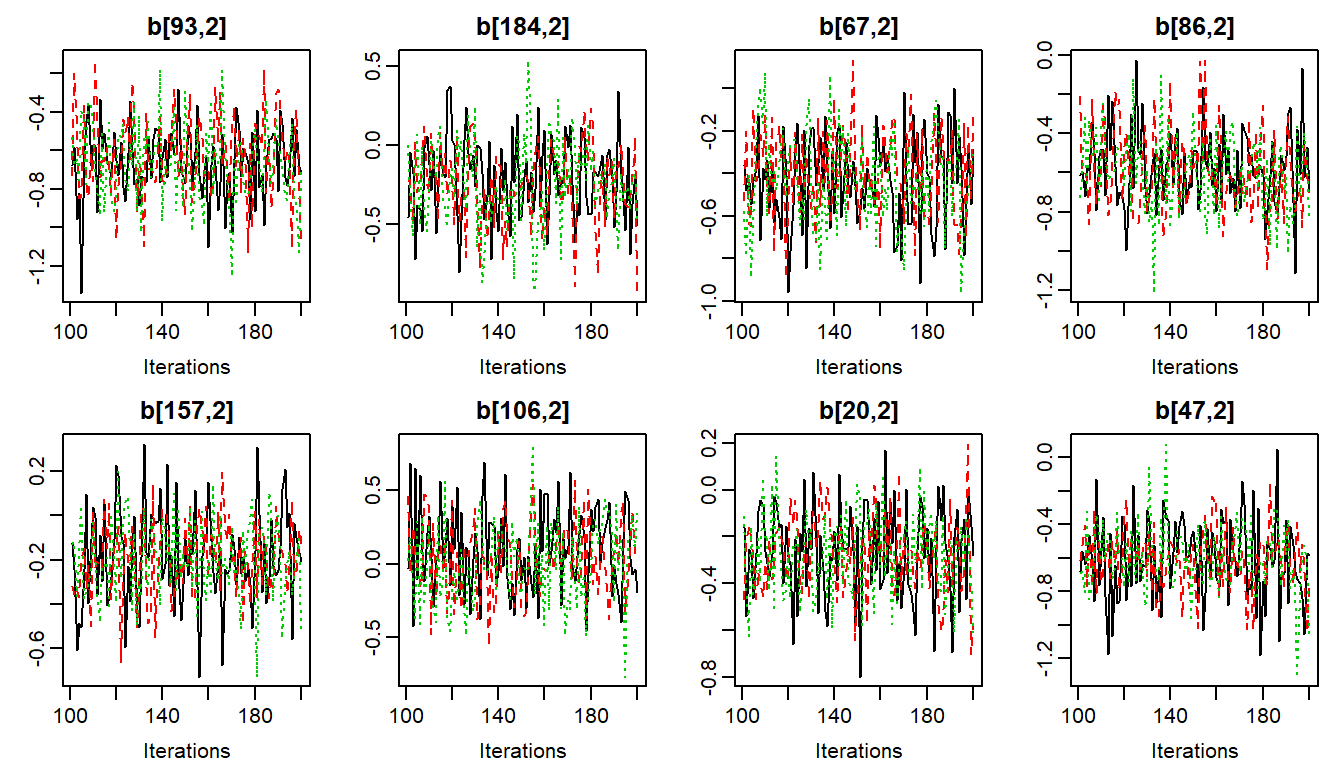 b[93,2] b[184,2] b[67,2] b[86,2]
-0.4 0.5 -0.2 0.0
-0.8 0.0 -0.6 -0.4
-1.2 -0.5 -1.0 -0.8
-1.2
100 140 180 100 140 180 100 140 180 100 140 180
Iterations Iterations Iterations Iterations
b[157,2] b[106,2] b[20,2] b[47,2]
0.2 0.5 0.2 0.0
-0.2 0.0 0.0 -0.4
-0.6 -0.5 -0.4 -0.8
-0.8 -1.2
100 140 180 100 140 180 100 140 180 100 140 180
Iterations Iterations Iterations Iterations